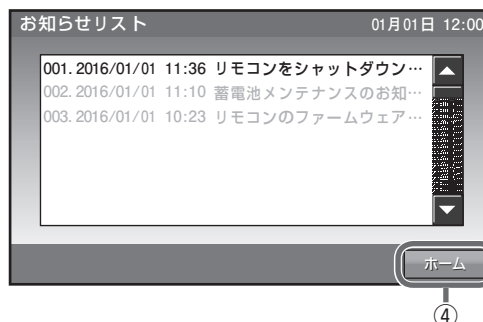 お知らせリスト 01月01日 12:00
001. 2016/01/01 11:36 リモコンをシャットダウン…
002. 2016/01/01 11:10 蓄電池メンテナンスのお知…
003. 2016/01/01 10:23 リモコンのファームウェア…
ホーム
④